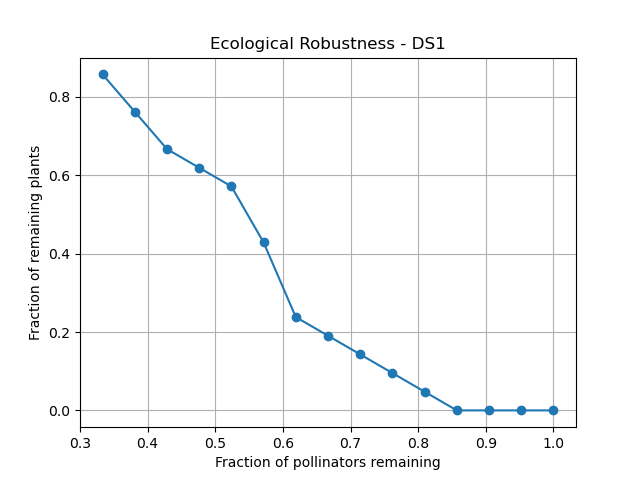 Ecological Robustness - DS1
Fraction of remaining plants
0.8
0.6
0.4
0.2
0.0
0.3 0.4 0.5 0.6 0.7 0.8 0.9 1.0
Fraction of pollinators remaining